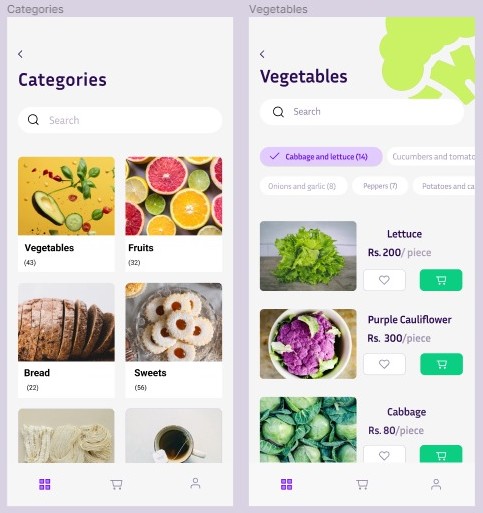 Categories
Categories
Search
Vegetables
(43)
Fruits
(32)
Bread
(22)
Sweets
(56)
Vegetables
Vegetables
Search
Cabbage and lettuce (14)
Cucumbers and tomato
Onions and garlic (8)
Peppers (7)
Potatoes and ca
Lettuce
Rs. 200/ piece
Purple Cauliflower
Rs. 300/piece
Cabbage
Rs. 80/piece